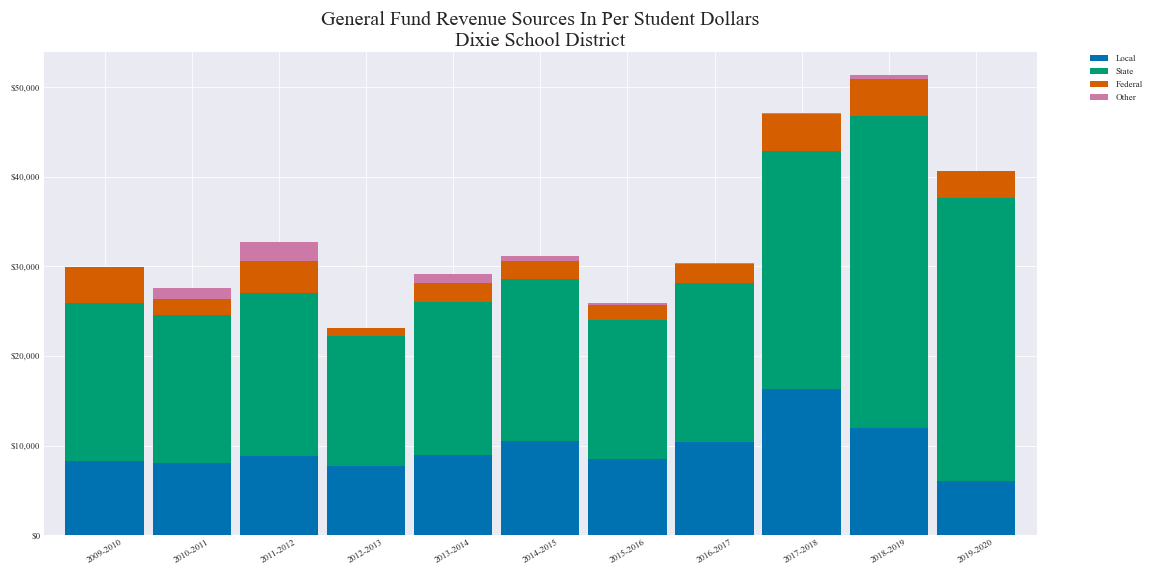 General Fund Revenue Sources In Per Student Dollars
Dixie School District
Local
State
Federal
Other
$50,000
$40,000
$30,000
$20,000
$10,000
$0
2009-2010
2010-2011
2011-2012
2012-2013
2013-2014
2014-2015
2015-2016
2016-2017
2017-2018
2018-2019
2019-2020